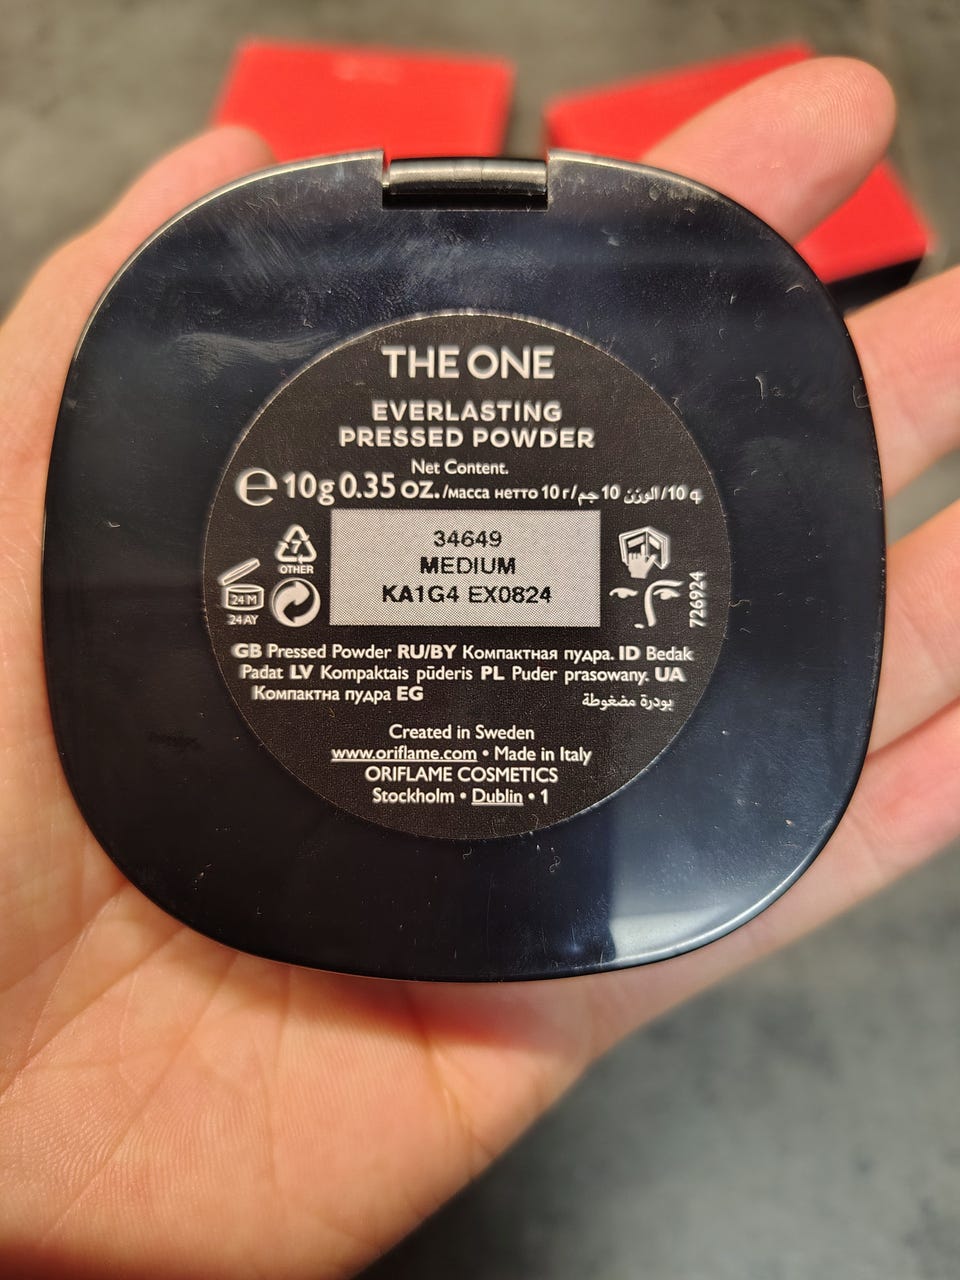 THE ONE
EVERLASTING
PRESSED POWDER
Net Content.
℮ 10g 0.35 OZ. /масса нетто 10 г/الوزن 10 جم/10 գ
34649
MEDIUM
KA1G4 EX0824
7
OTHER
24 M
24AY
726924
GB Pressed Powder RU/BY Компактная пудра. ID Bedak
Padat LV Kompaktais pūderis PL Puder prasowany. UA
Компактна пудра EG بودرة مضغوطة
Created in Sweden
www.oriflame.com • Made in Italy
ORIFLAME COSMETICS
Stockholm • Dublin • 1